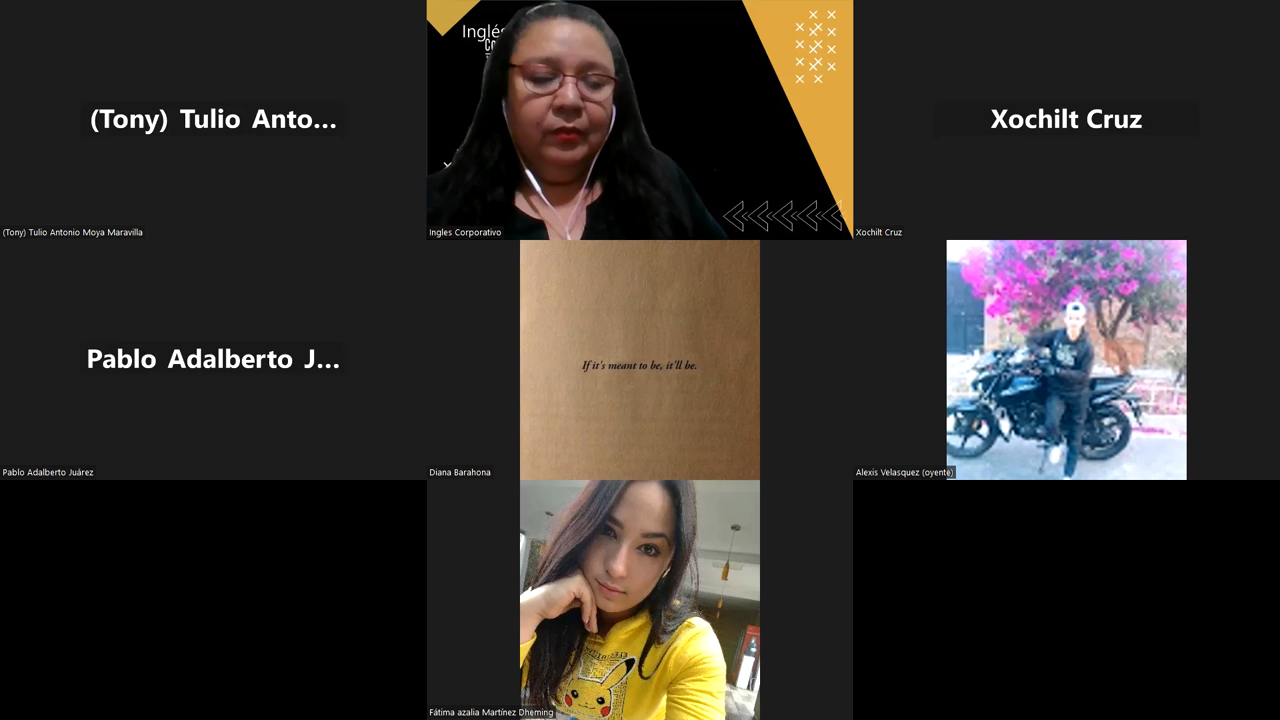 (Tony) Tulio Anto...
(Tony) Tulio Antonio Moya Maravilla
Inglés
Ingles Corporativo
Xochilt Cruz
Xochilt Cruz
Pablo Adalberto J...
Pablo Adalberto Juárez
If it's meant to be, it'll be.
Diana Barahona
Alexis Velasquez (oyente)
Fátima azalia Martínez Dheming